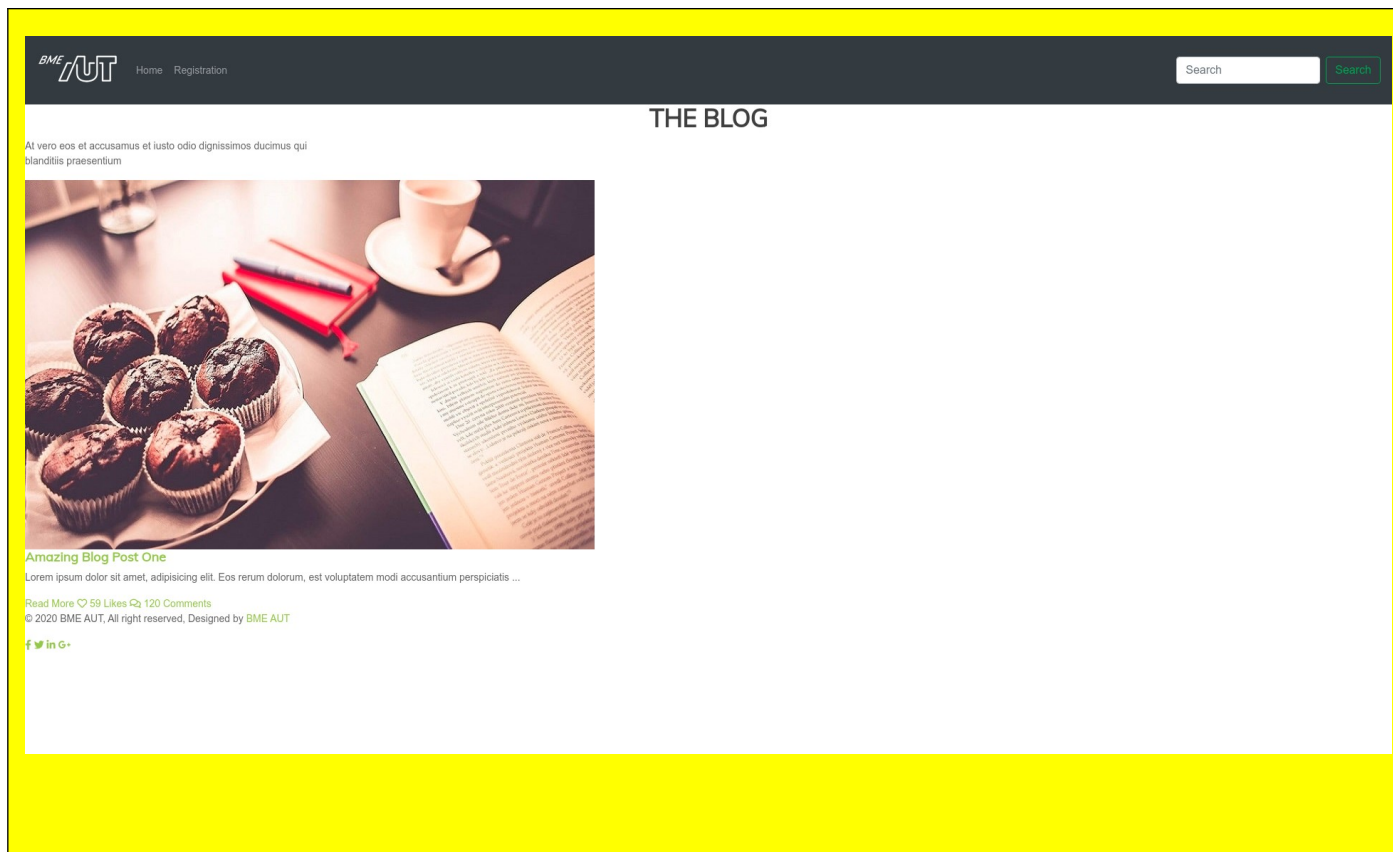 BME AUT
Home Registration
Search Search
THE BLOG
At vero eos et accusamus et iusto odio dignissimos ducimus qui
blanditiis praesentium
Amazing Blog Post One
Lorem ipsum dolor sit amet, adipisicing elit. Eos rerum dolorum, est voluptatem modi accusantium perspiciatis ...
Read More 59 Likes 120 Comments
© 2020 BME AUT, All right reserved, Designed by BME AUT